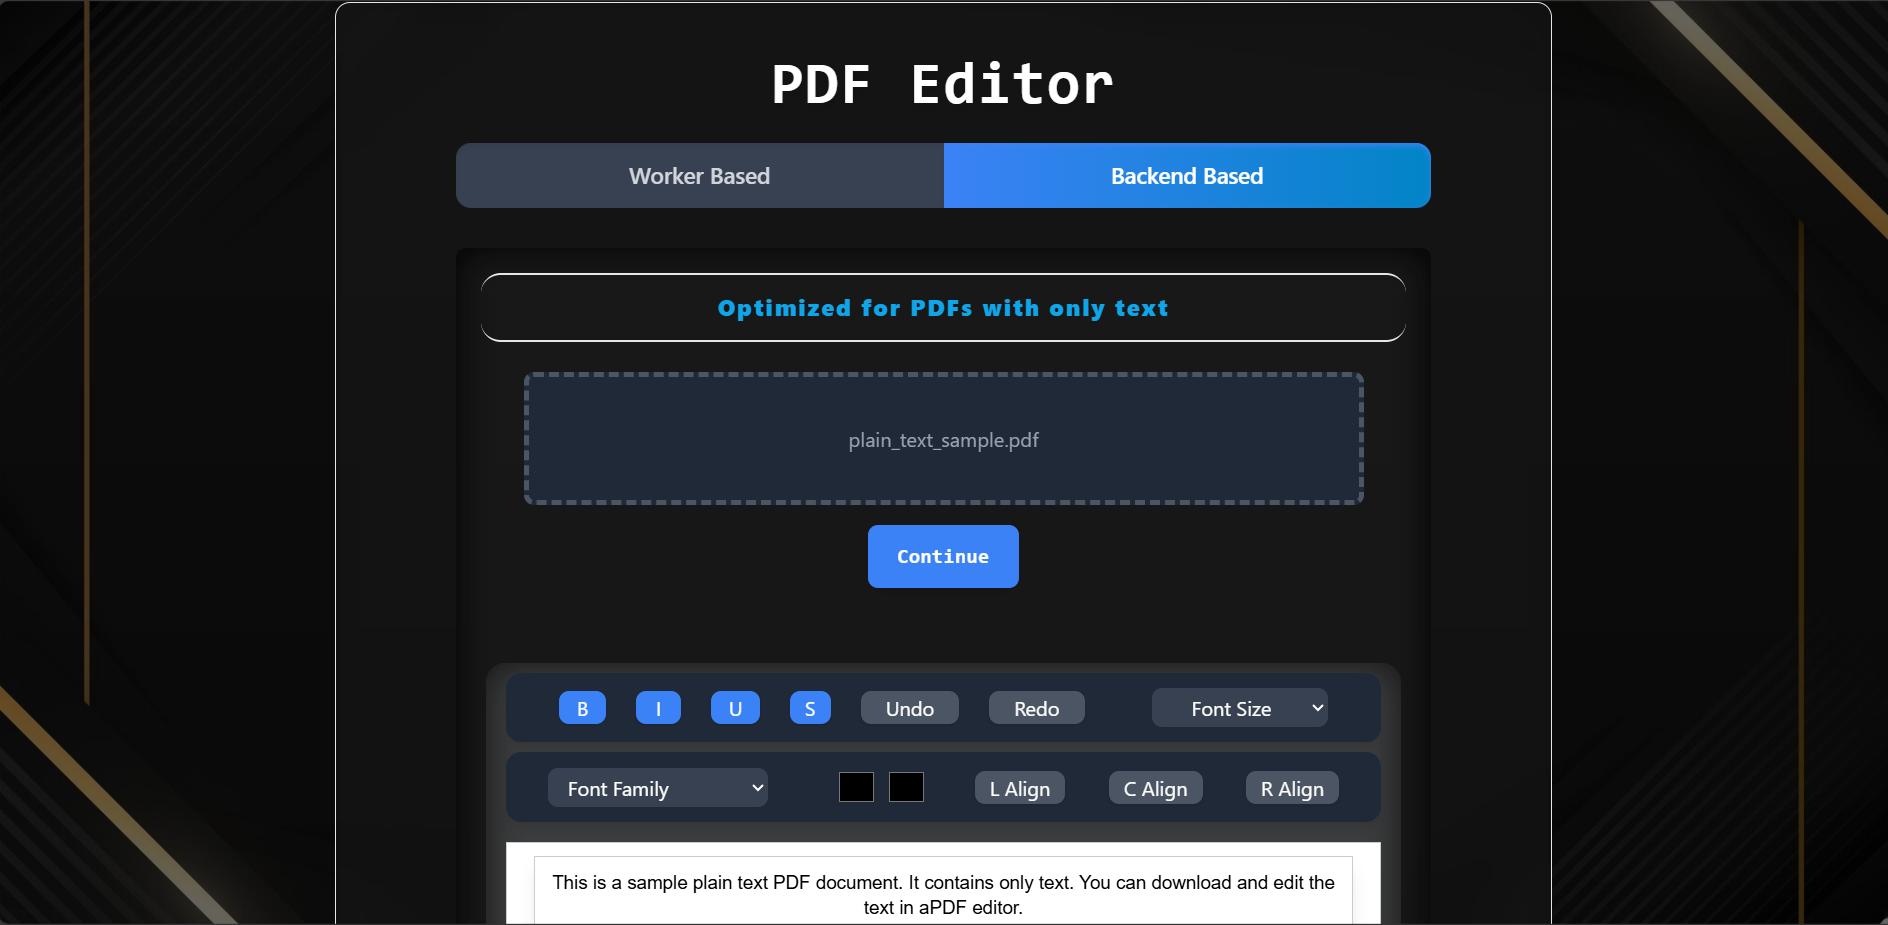 PDF Editor
Worker Based
Backend Based
Optimized for PDFs with only text
plain_text_sample.pdf
Continue
B I U S Undo Redo Font Size
Font Family L Align C Align R Align
This is a sample plain text PDF document. It contains only text. You can download and edit the
text in aPDF editor.